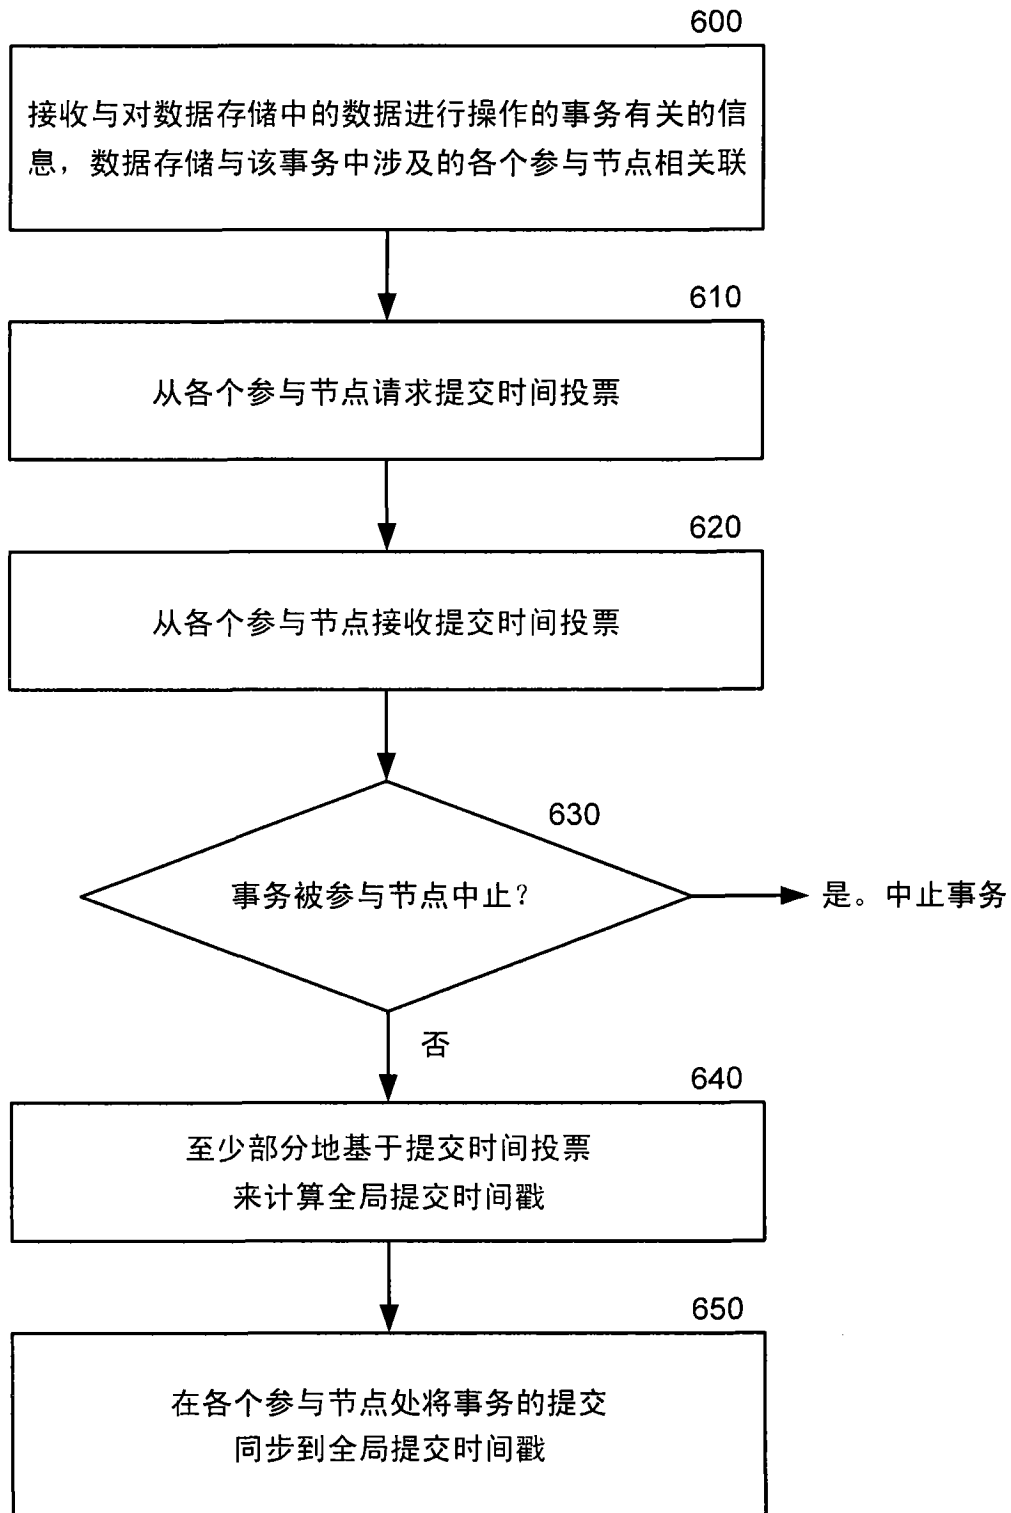 600
接收与对数据存储中的数据进行操作的事务有关的信
息，数据存储与该事务中涉及的各个参与节点相关联
610
从各个参与节点请求提交时间投票
620
从各个参与节点接收提交时间投票
630
事务被参与节点中止？
是。中止事务
否
640
至少部分地基于提交时间投票
来计算全局提交时间戳
650
在各个参与节点处将事务的提交
同步到全局提交时间戳